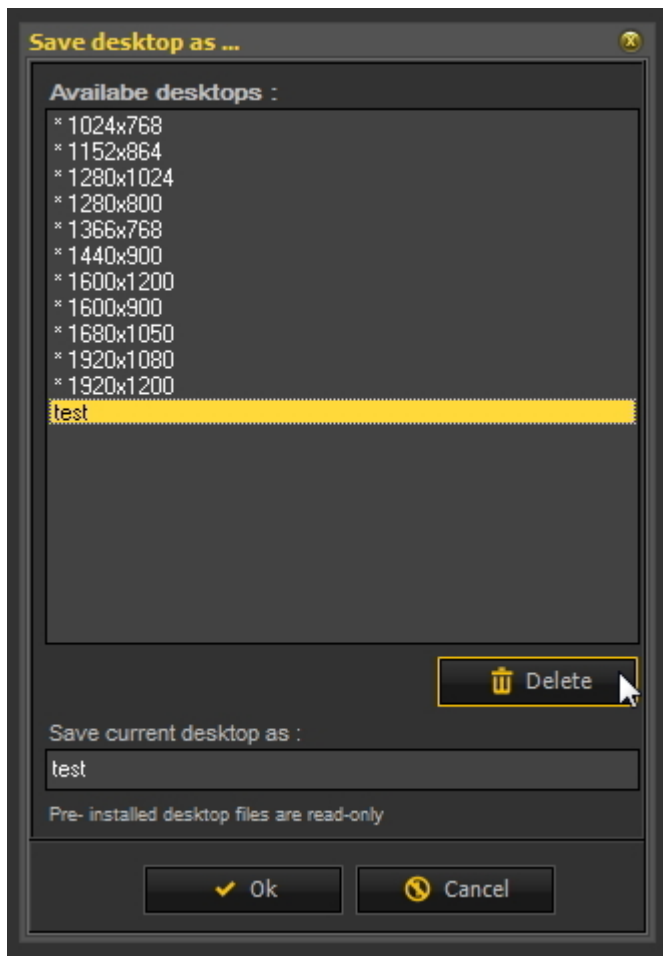 Save desktop as ...
Availabe desktops :
* 1024x768
* 1152x864
* 1280x1024
* 1280x800
* 1366x768
* 1440x900
* 1600x1200
* 1600x900
* 1680x1050
* 1920x1080
* 1920x1200
test
Delete
Save current desktop as :
test
Pre- installed desktop files are read-only
Ok
Cancel